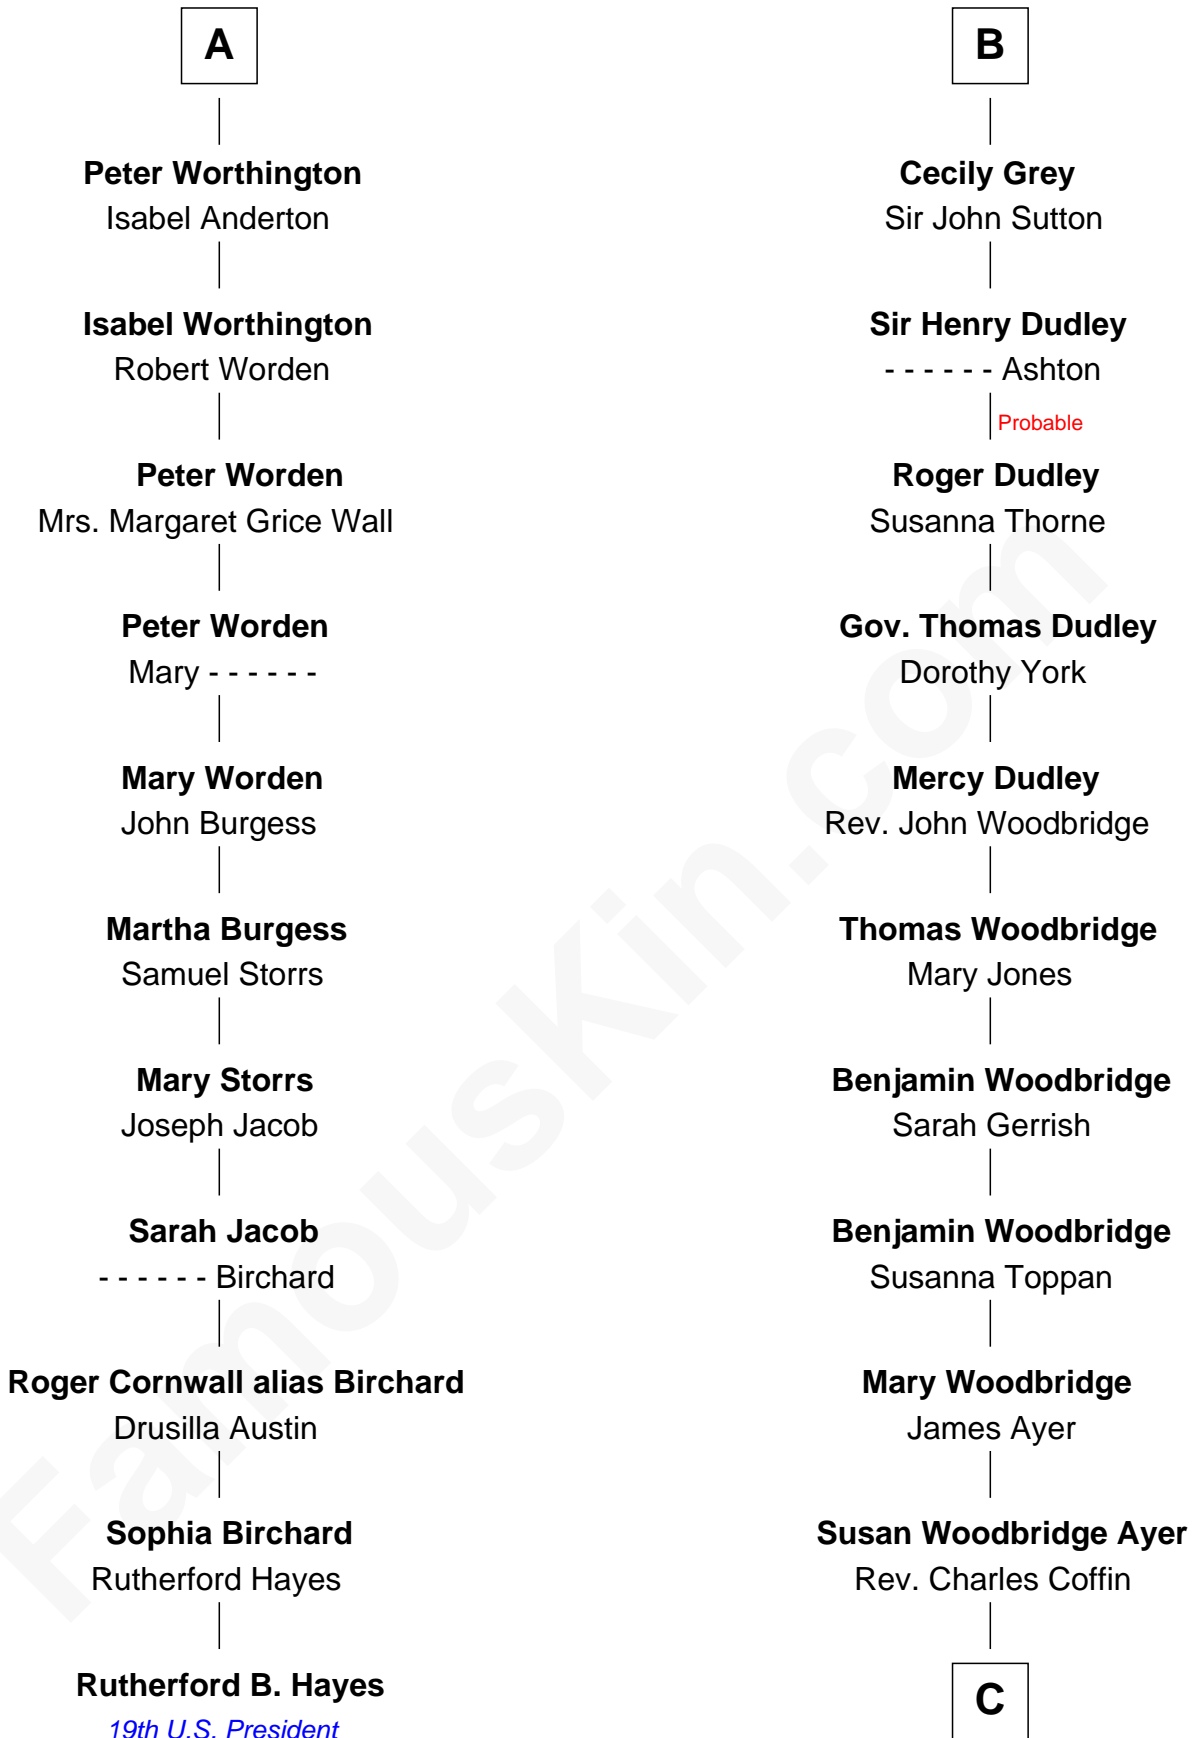 A
Peter Worthington
Isabel Anderton
Isabel Worthington
Robert Worden
Peter Worden
Mrs. Margaret Grice Wall
Peter Worden
Mary - - - - - -
Mary Worden
John Burgess
Martha Burgess
Samuel Storrs
Mary Storrs
Joseph Jacob
Sarah Jacob
- - - - - - Birchard
Roger Cornwall alias Birchard
Drusilla Austin
Sophia Birchard
Rutherford Hayes
Rutherford B. Hayes
19th U.S. President
B
Cecily Grey
Sir John Sutton
Sir Henry Dudley
- - - - - - Ashton
Probable
Roger Dudley
Susanna Thorne
Gov. Thomas Dudley
Dorothy York
Mercy Dudley
Rev. John Woodbridge
Thomas Woodbridge
Mary Jones
Benjamin Woodbridge
Sarah Gerrish
Benjamin Woodbridge
Susanna Toppan
Mary Woodbridge
James Ayer
Susan Woodbridge Ayer
Rev. Charles Coffin
C
FamousKin.com